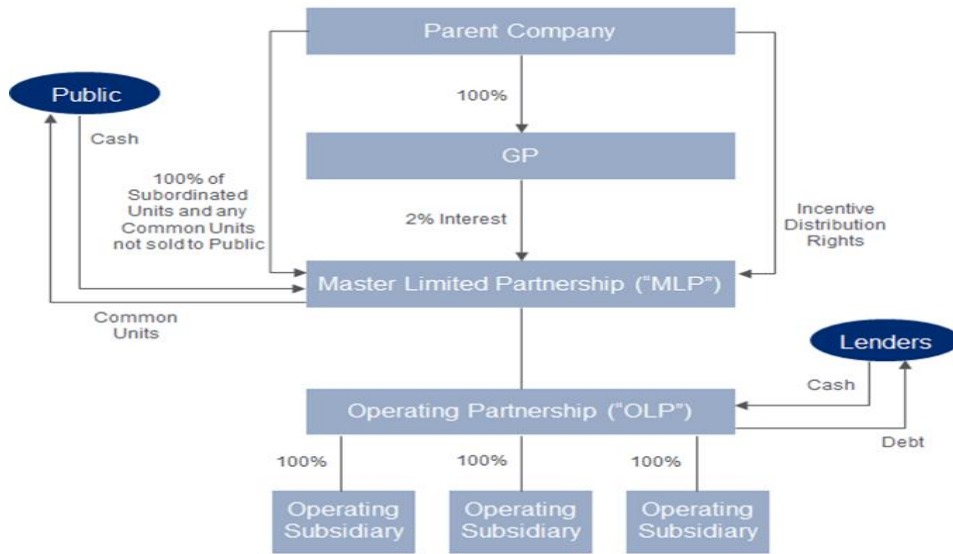 Parent Company
Public
100%
Cash
GP
100% of
Subordinated
Units and any
Common Units
not sold to Public
2% Interest
Incentive
Distribution
Rights
Master Limited Partnership (“MLP”)
Common
Units
Lenders
Cash
Operating Partnership (“OLP”)
Debt
100%
100%
100%
Operating
Subsidiary
Operating
Subsidiary
Operating
Subsidiary